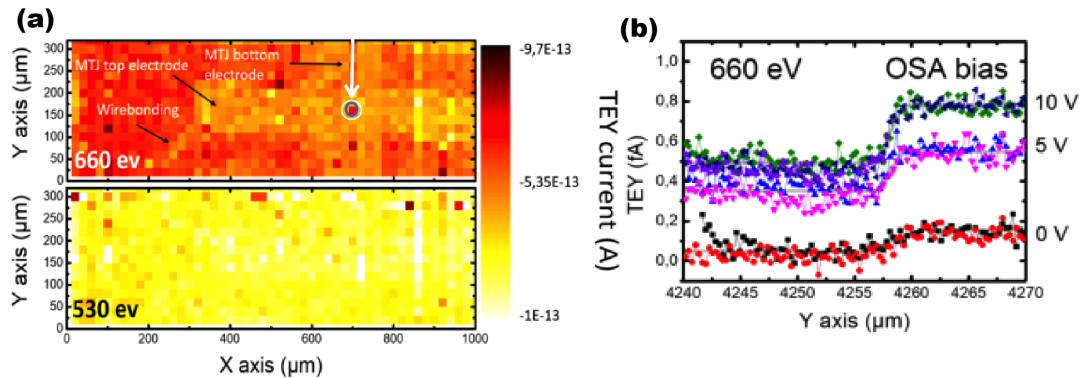 (a)
Y axis (µm)
300
250
200
150
100
50
0
MTJ top electrode
MTJ bottom
electrode
Wirebonding
660 ev
Y axis (µm)
300
250
200
150
100
50
0
530 ev
0 200 400 600 800 1000
X axis (µm)
-9,7E-13
-5,35E-13
-1E-13
TEY current (A)
(b)
TEY (fA)
1,0
0,8
0,6
0,4
0,2
0,0
660 eV OSA bias
10 V
5 V
0 V
4240 4245 4250 4255 4260 4265 4270
Y axis (µm)